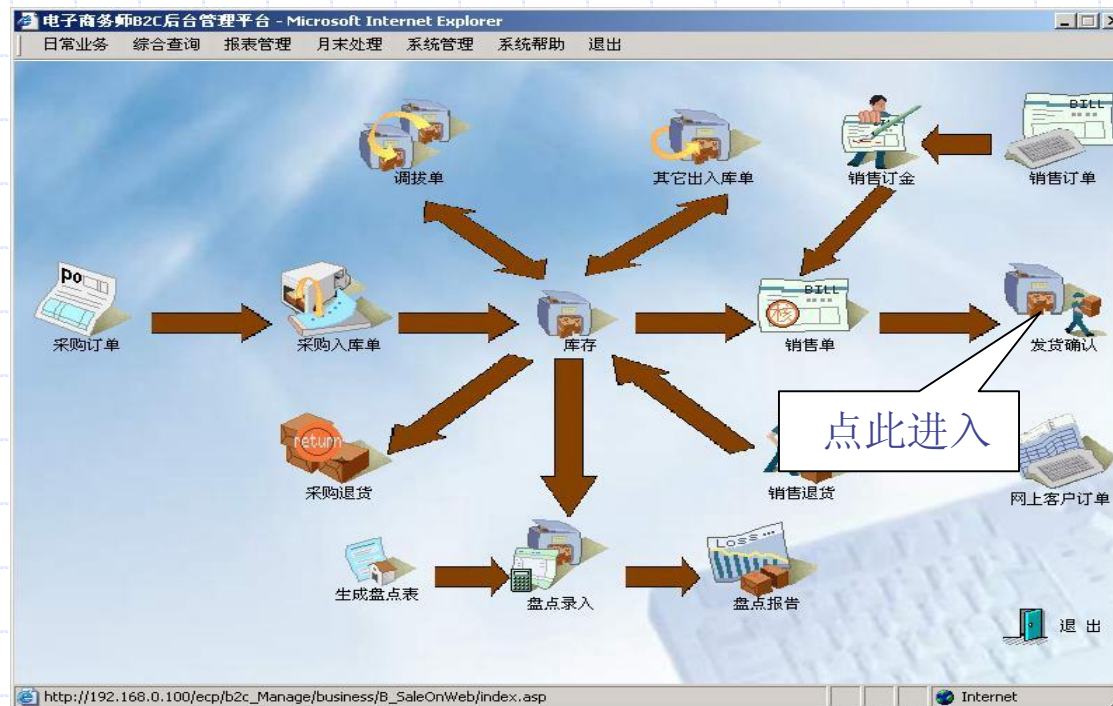 电子商务师B2C后台管理平台 - Microsoft Internet Explorer
日常业务 综合查询 报表管理 月末处理 系统管理 系统帮助 退出
BILL
调拔单 其它出入库单 销售订金 销售订单
PO
BILL
核
采购订单 采购入库单 库存 销售单 发货确认
点此进入
return
采购退货 销售退货 网上客户订单
LOSS
生成盘点表 盘点录入 盘点报告
退 出
http://192.168.0.100/ecp/b2c_Manage/business/B_SaleOnWeb/index.asp Internet